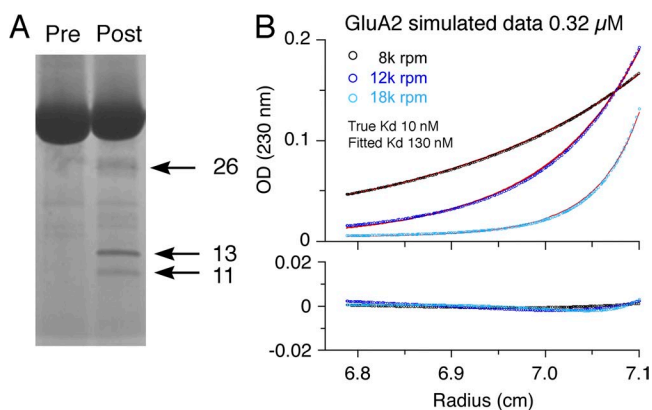 A
Pre Post
26
13
11
B
GluA2 simulated data 0.32 µM
8k rpm
12k rpm
18k rpm
True Kd 10 nM
Fitted Kd 130 nM
OD (230 nm)
0.2
0.1
0
0.02
0
-0.02
6.8 6.9 7.0 7.1
Radius (cm)